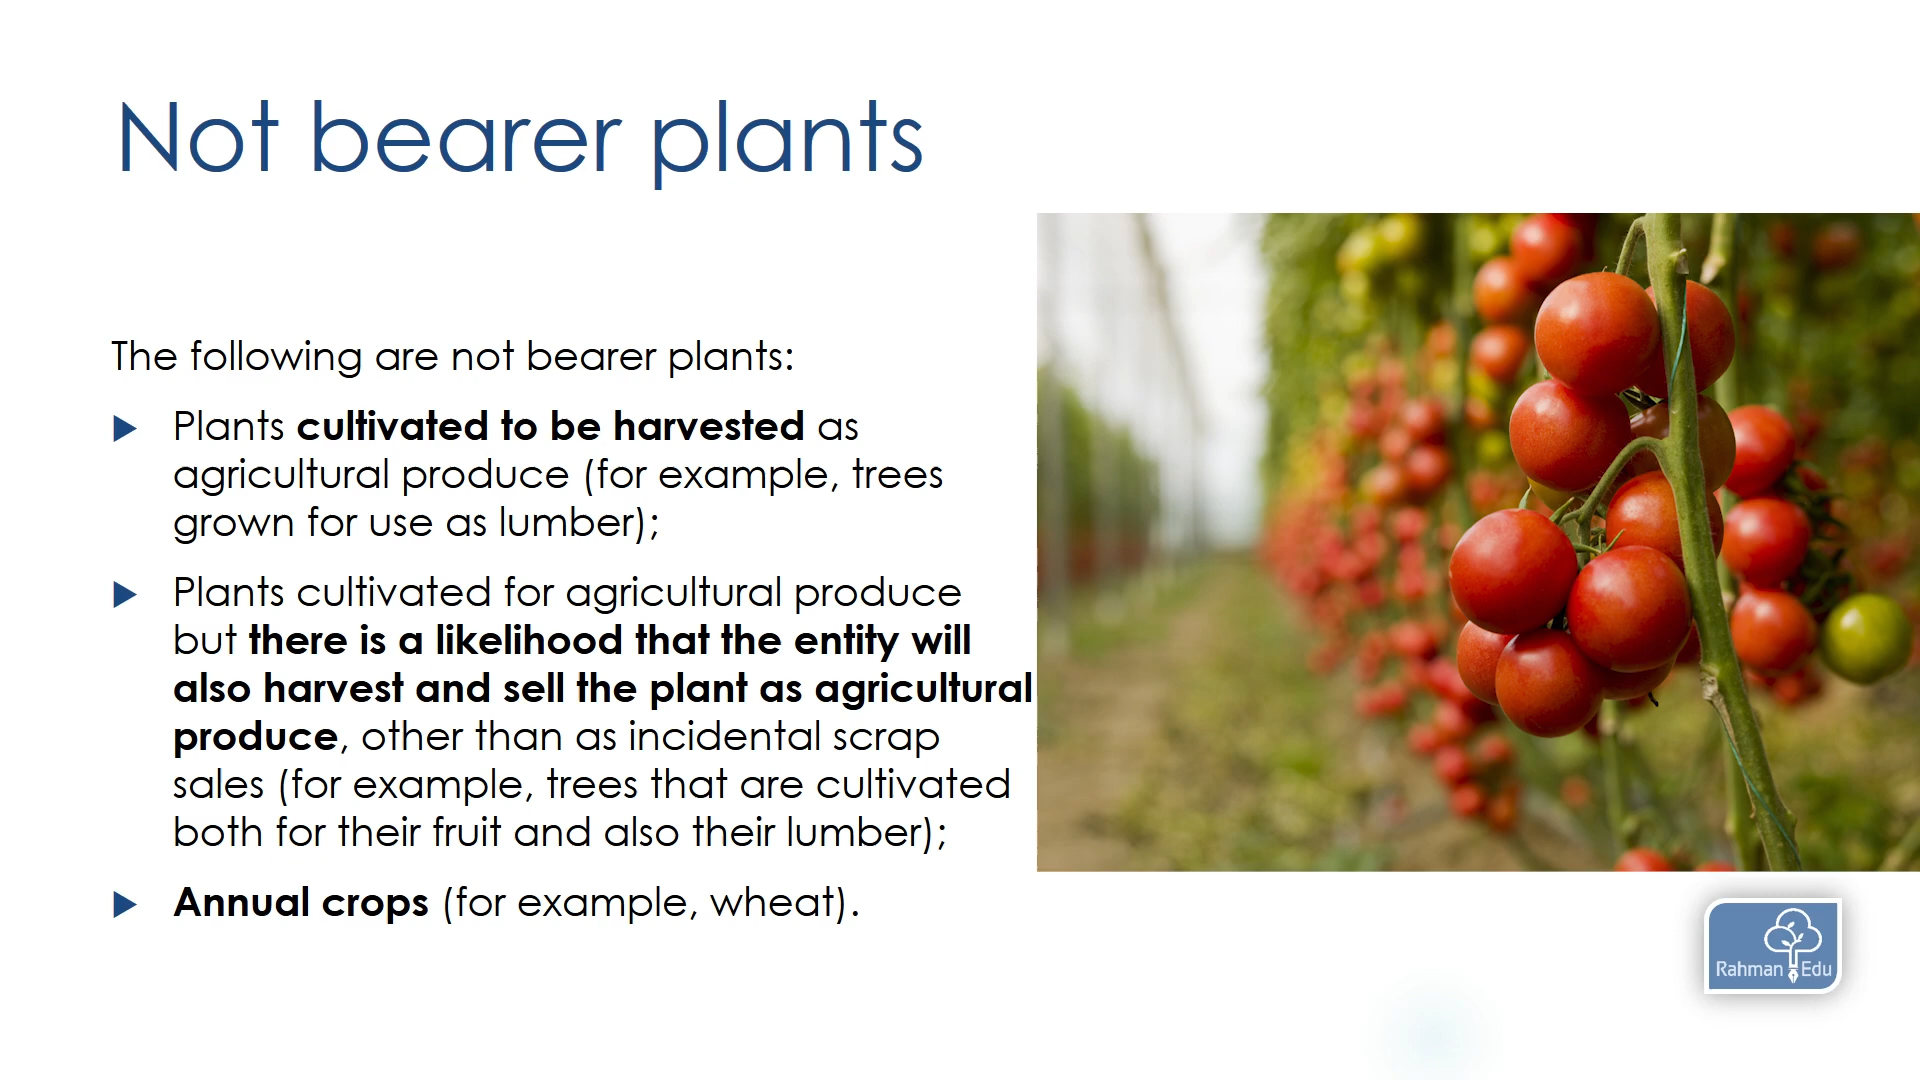 Not bearer plants
The following are not bearer plants:
Plants cultivated to be harvested as
agricultural produce (for example, trees
grown for use as lumber);
Plants cultivated for agricultural produce
but there is a likelihood that the entity will
also harvest and sell the plant as agricultural
produce, other than as incidental scrap
sales (for example, trees that are cultivated
both for their fruit and also their lumber);
Annual crops (for example, wheat).
Rahman Edu